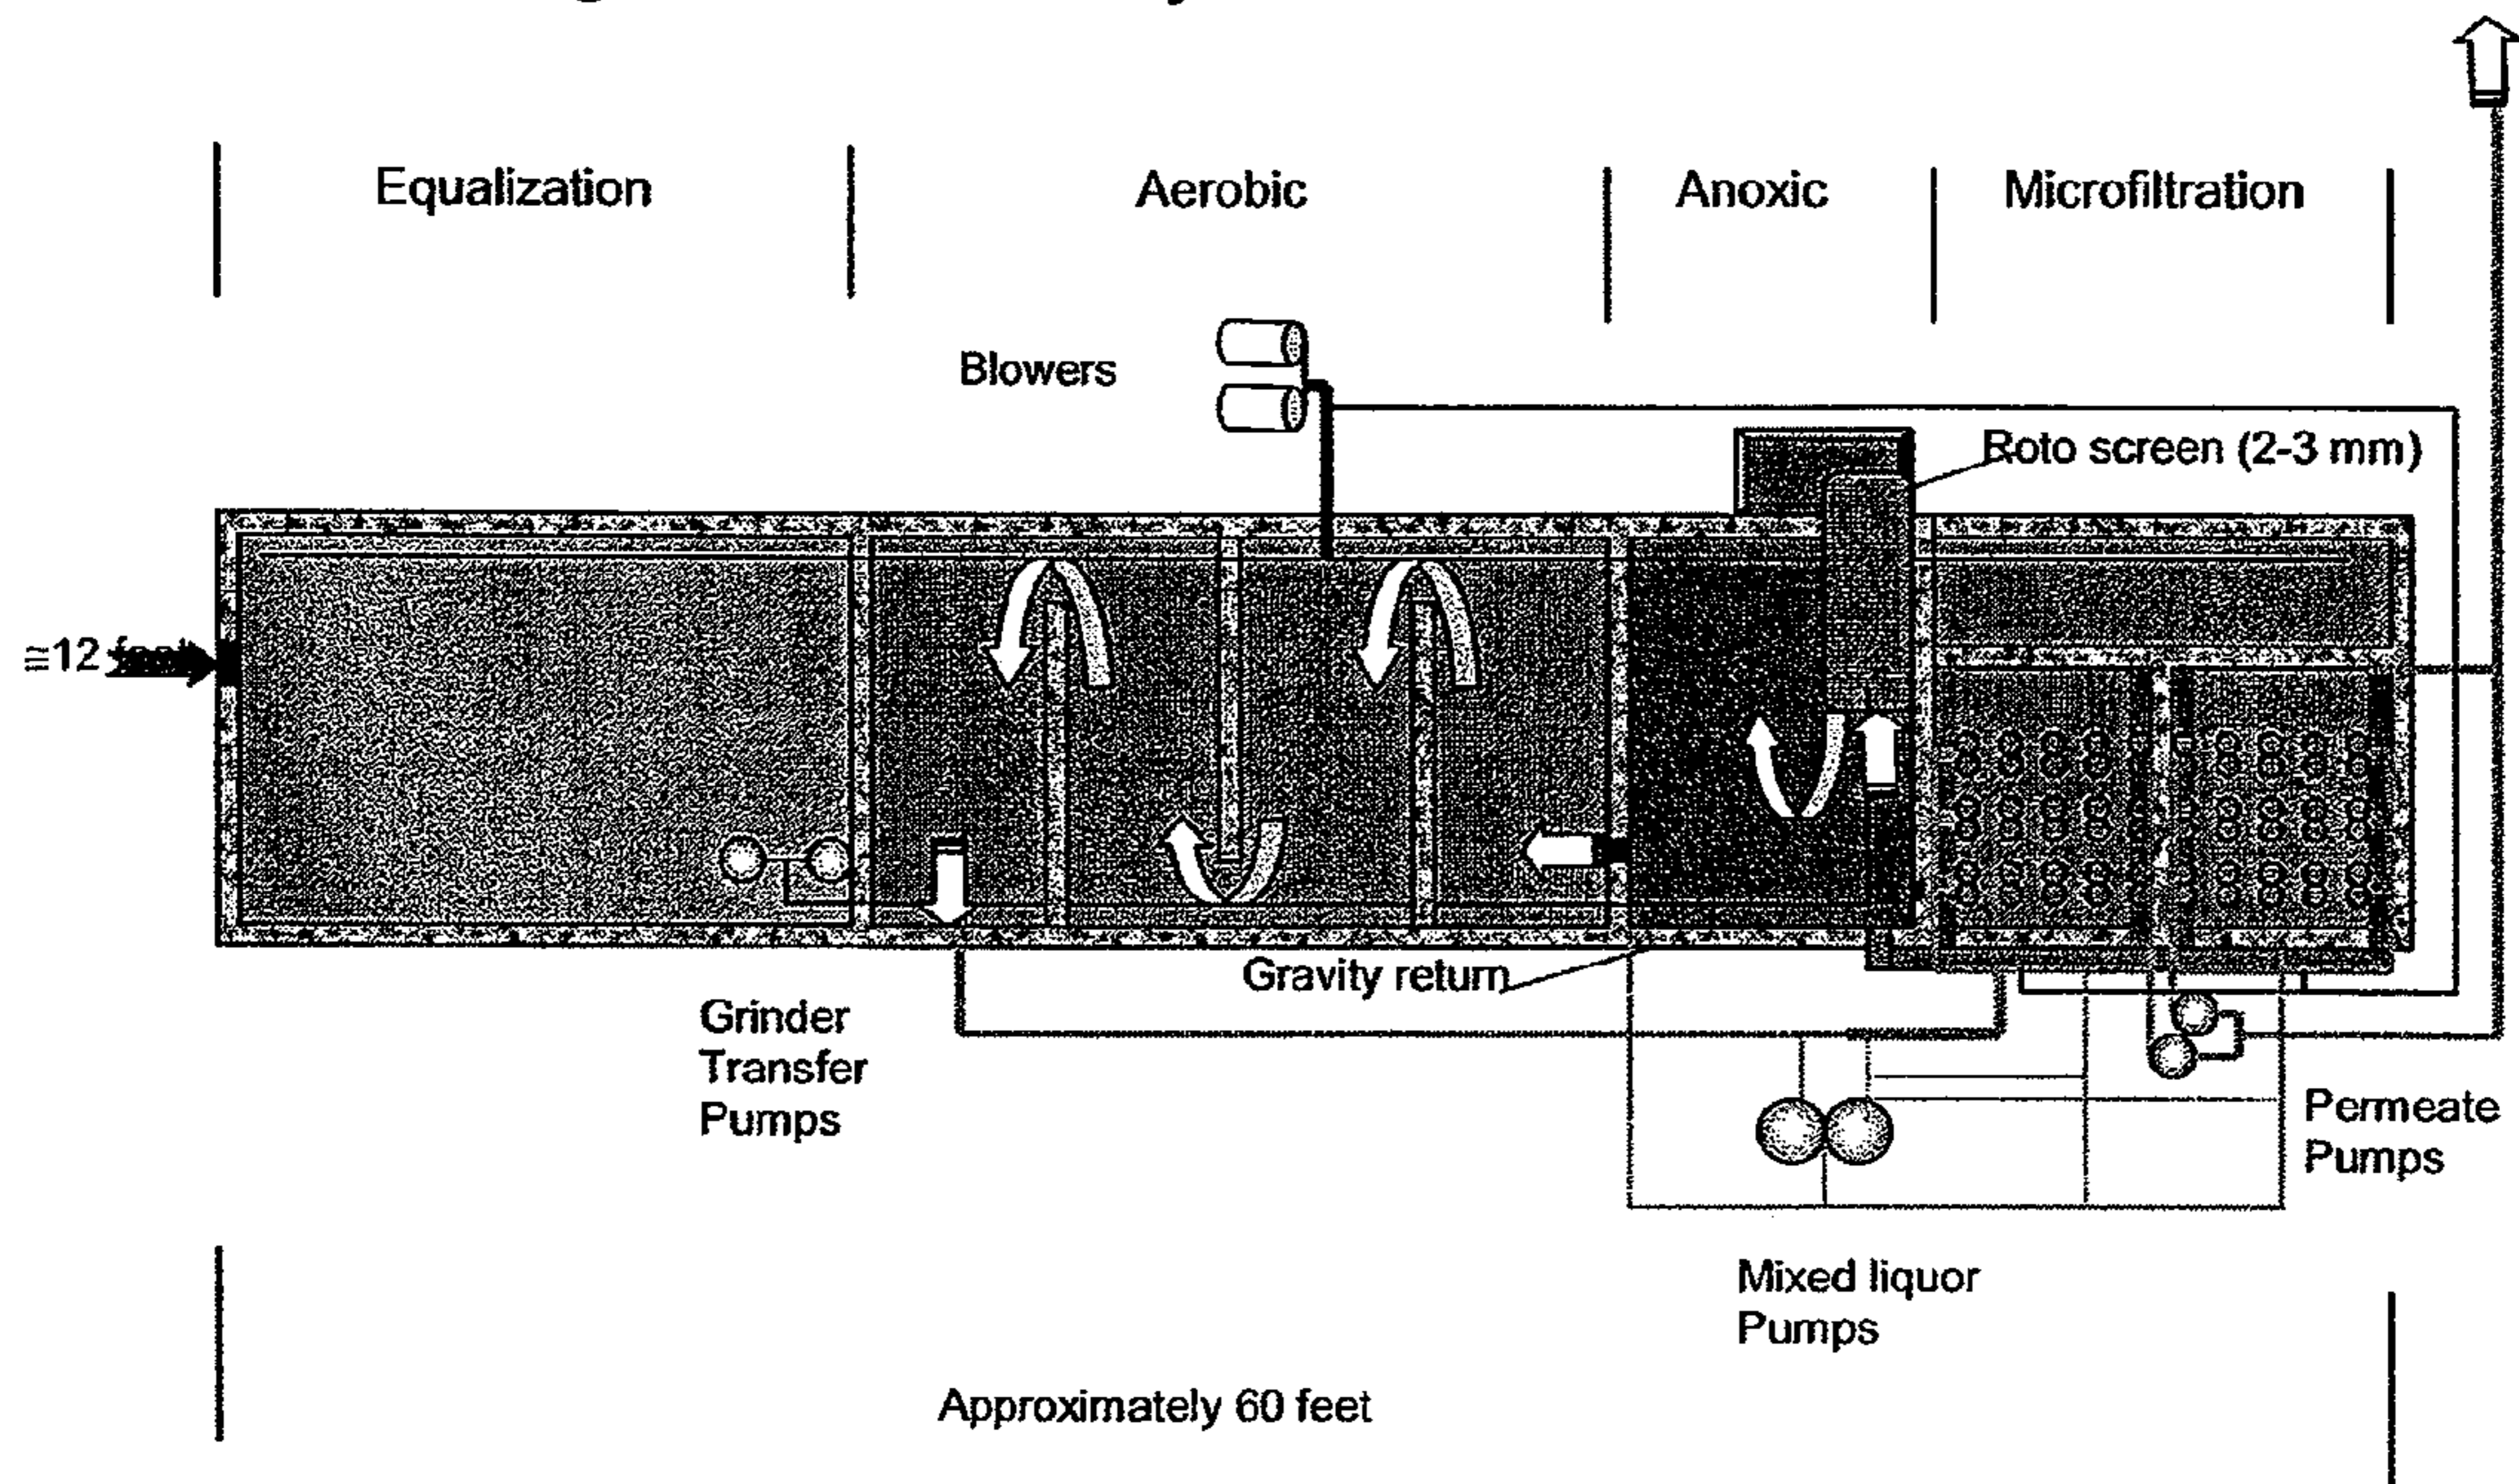 Equalization
Aerobic
Anoxic
Microfiltration
Blowers
Roto screen (2-3 mm)
≅12 feet
Gravity return
Grinder
Transfer
Pumps
Permeate
Pumps
Mixed liquor
Pumps
Approximately 60 feet